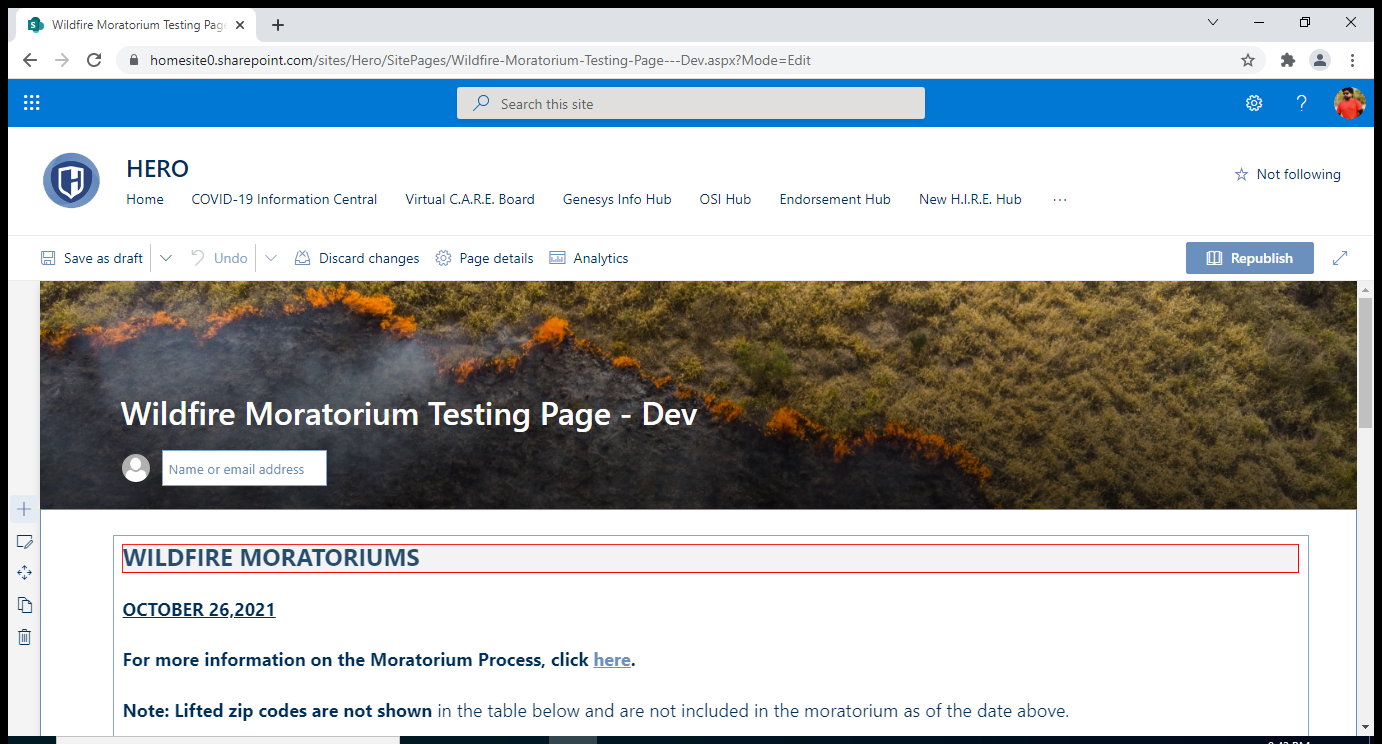 Wildfire Moratorium Testing Pag
homesite0.sharepoint.com/sites/Hero/SitePages/Wildfire-Moratorium-Testing-Page---Dev.aspx?Mode=Edit
Search this site
HERO
Not following
Home COVID-19 Information Central Virtual C.A.R.E. Board Genesys Info Hub OSI Hub Endorsement Hub New H.I.R.E. Hub ...
Save as draft Undo Discard changes Page details Analytics Republish
Wildfire Moratorium Testing Page - Dev
Name or email address
WILDFIRE MORATORIUMS
OCTOBER 26,2021
For more information on the Moratorium Process, click here.
Note: Lifted zip codes are not shown in the table below and are not included in the moratorium as of the date above.